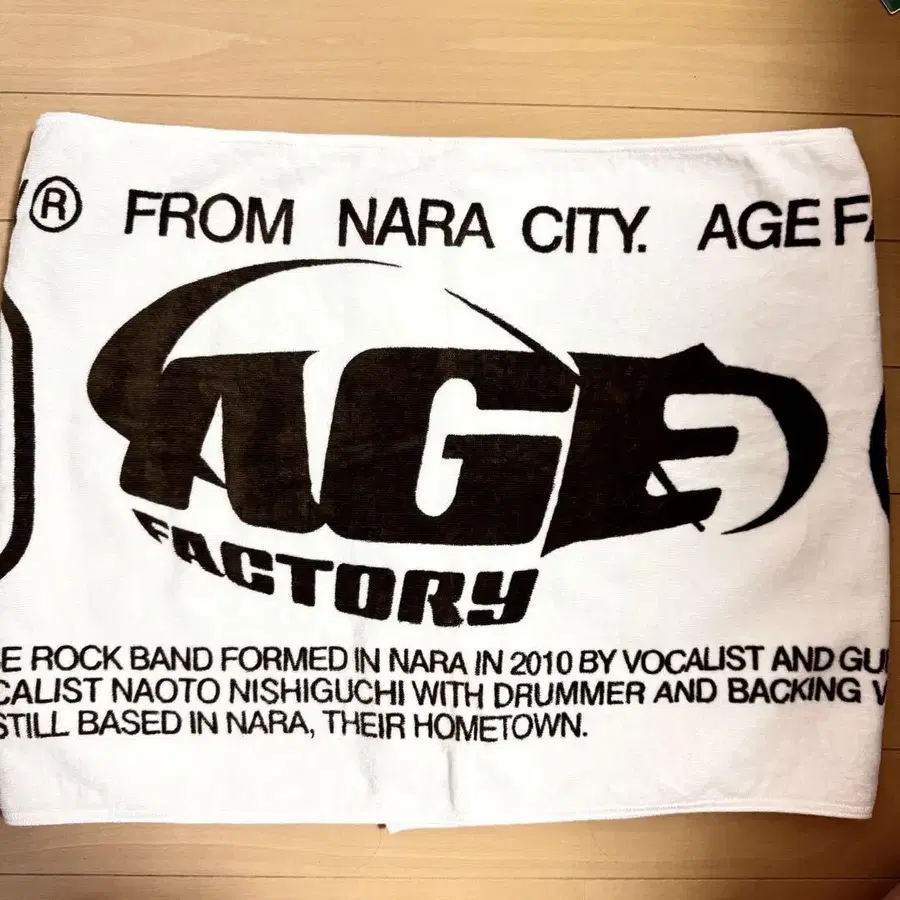 ® FROM NARA CITY. AGE FA
AGE
FACTORY
E ROCK BAND FORMED IN NARA IN 2010 BY VOCALIST AND GU
CALIST NAOTO NISHIGUCHI WITH DRUMMER AND BACKING V
STILL BASED IN NARA, THEIR HOMETOWN.